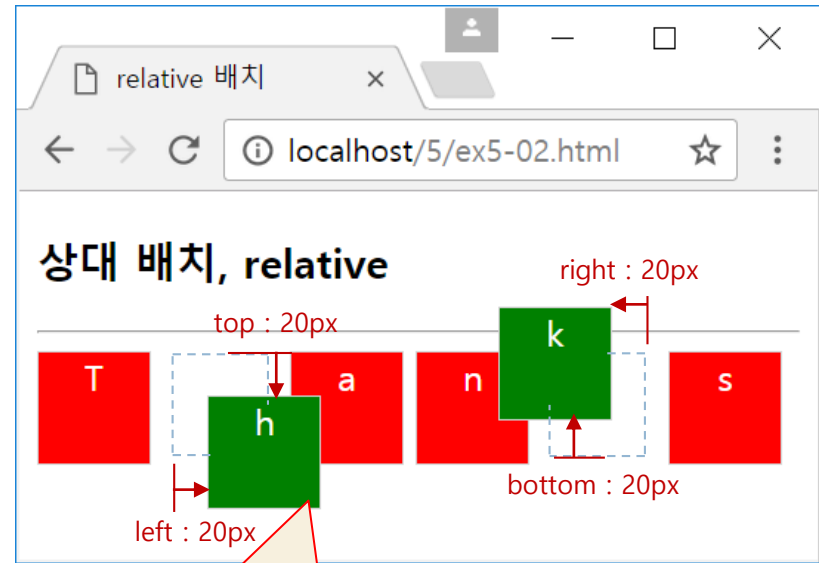 relative 배치
localhost/5/ex5-02.html
상대 배치, relative
right : 20px
top : 20px
T
h
a
n
k
s
bottom : 20px
left : 20px